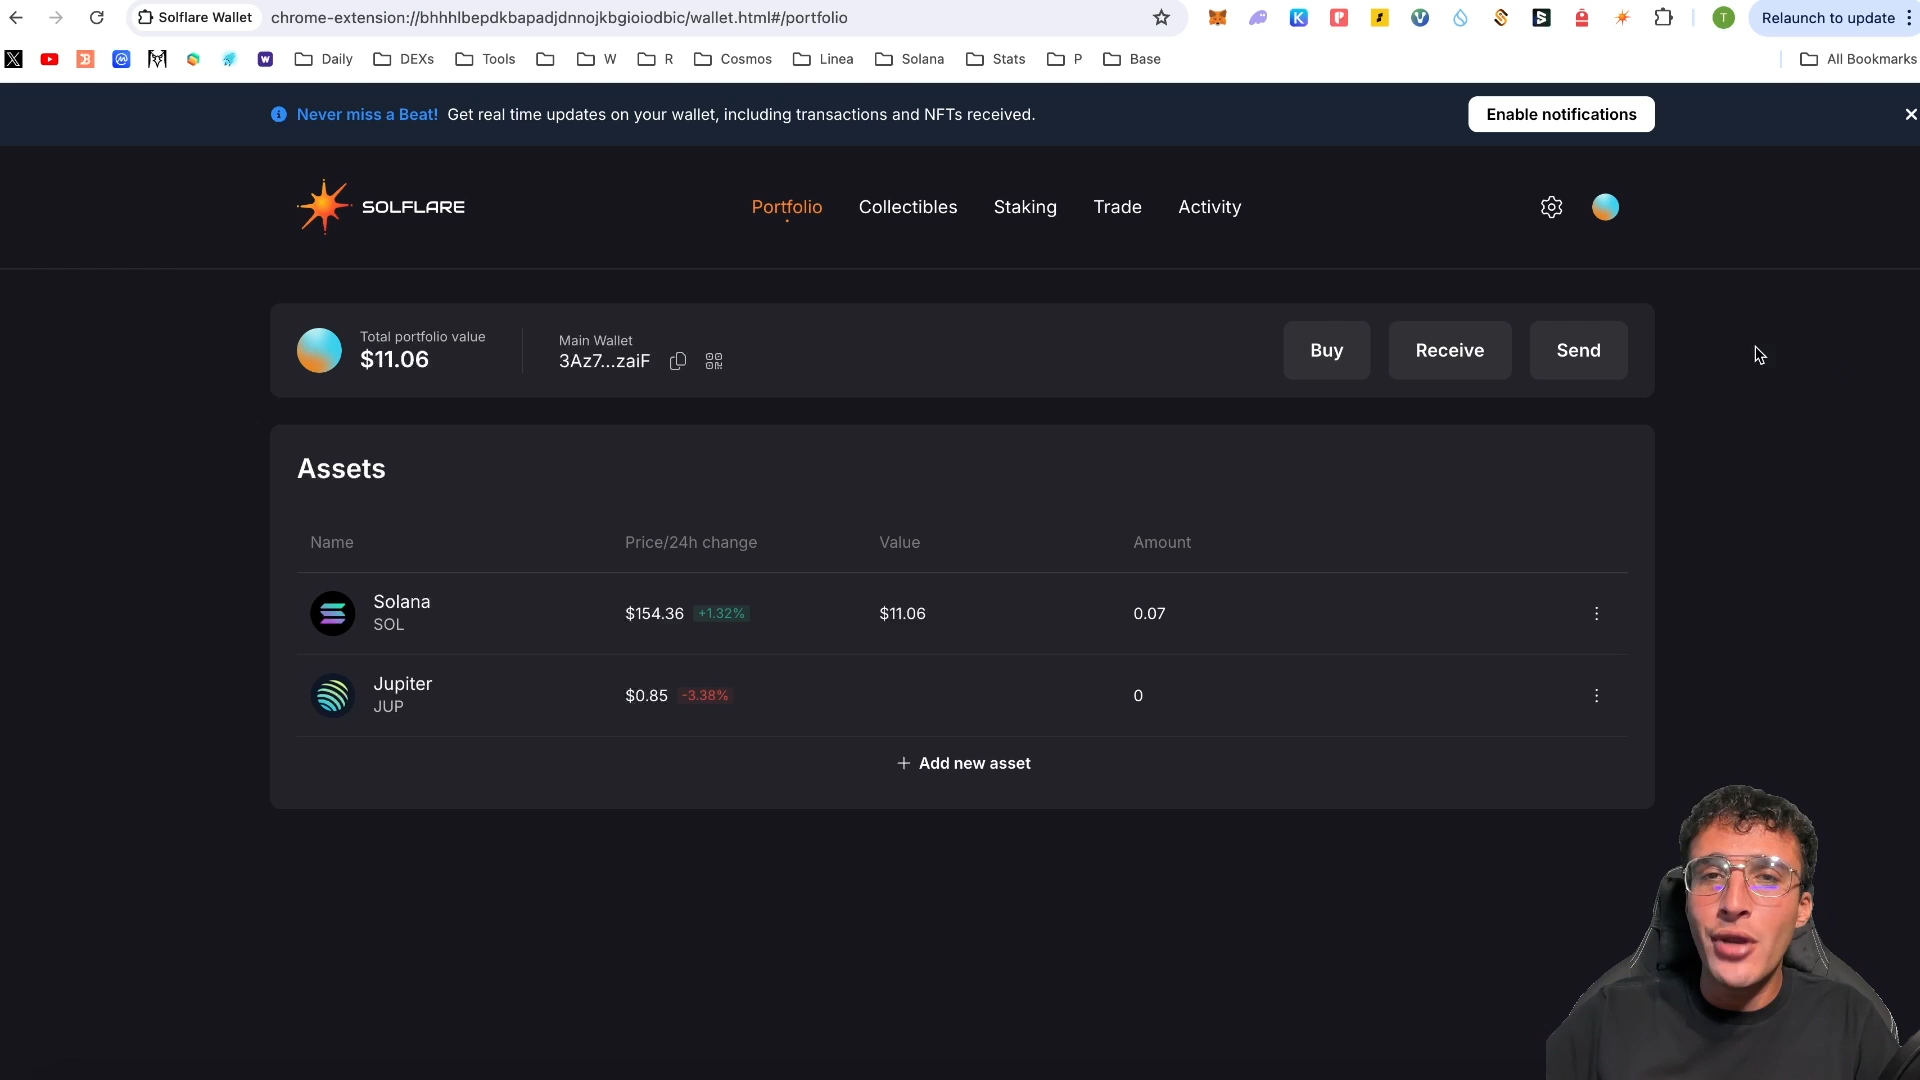 Solflare Wallet
chrome-extension://bhhhlbepdkbapadjdnnojkbgioiodbic/wallet.html#/portfolio
T
Relaunch to update
Daily
DEXs
Tools
W
R
Cosmos
Linea
Solana
Stats
P
Base
All Bookmarks
Never miss a Beat! Get real time updates on your wallet, including transactions and NFTs received.
Enable notifications
SOLFLARE
Portfolio
Collectibles
Staking
Trade
Activity
Total portfolio value
$11.06
Main Wallet
3Az7...zaiF
Buy
Receive
Send
Assets
Name
Price/24h change
Value
Amount
Solana
SOL
$154.36 +1.32%
$11.06
0.07
Jupiter
JUP
$0.85 -3.38%
0
+ Add new asset